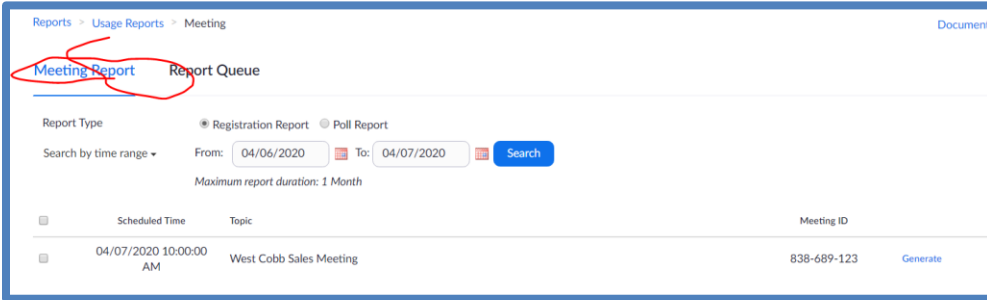 Reports > Usage Reports > Meeting Document
Meeting Report Report Queue
Report Type Registration Report Poll Report
Search by time range From: 04/06/2020 To: 04/07/2020 Search
Maximum report duration: 1 Month
Scheduled Time Topic Meeting ID
04/07/2020 10:00:00 AM West Cobb Sales Meeting 838-689-123 Generate